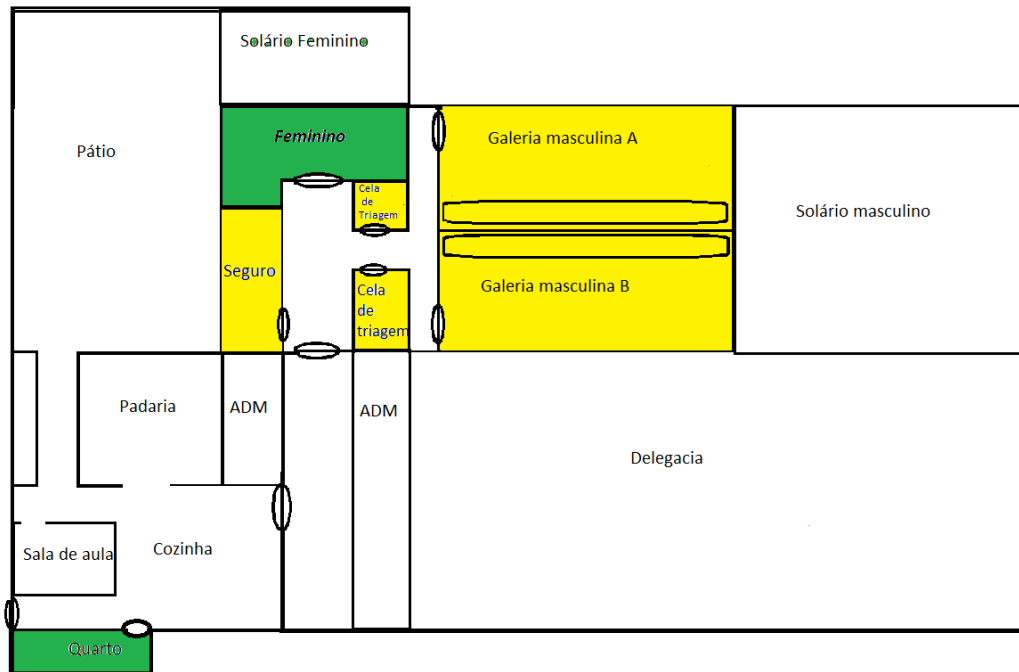 Solário Feminino
Feminino
Galeria masculina A
Pátio
Cela
de
Triagem
Solário masculino
Seguro
Galeria masculina B
Cela
de
triagem
Padaria
ADM
ADM
Delegacia
Sala de aula
Cozinha
Quarto